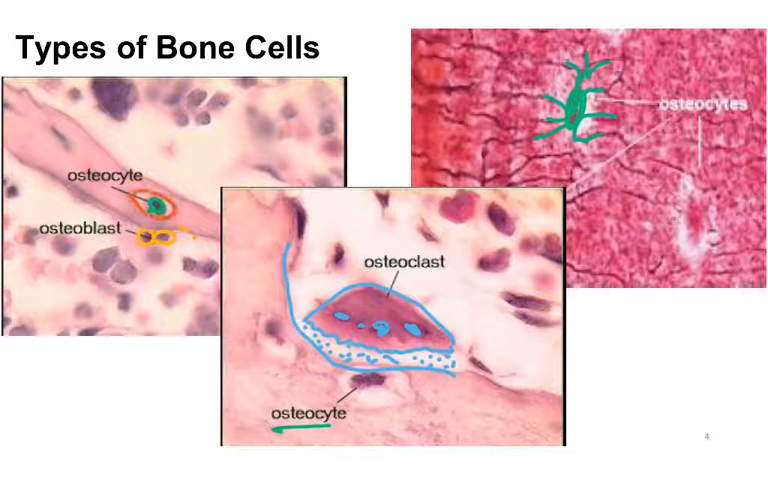 Types of Bone Cells
osteocytes
osteocyte
osteoblast
osteoclast
osteocyte
4